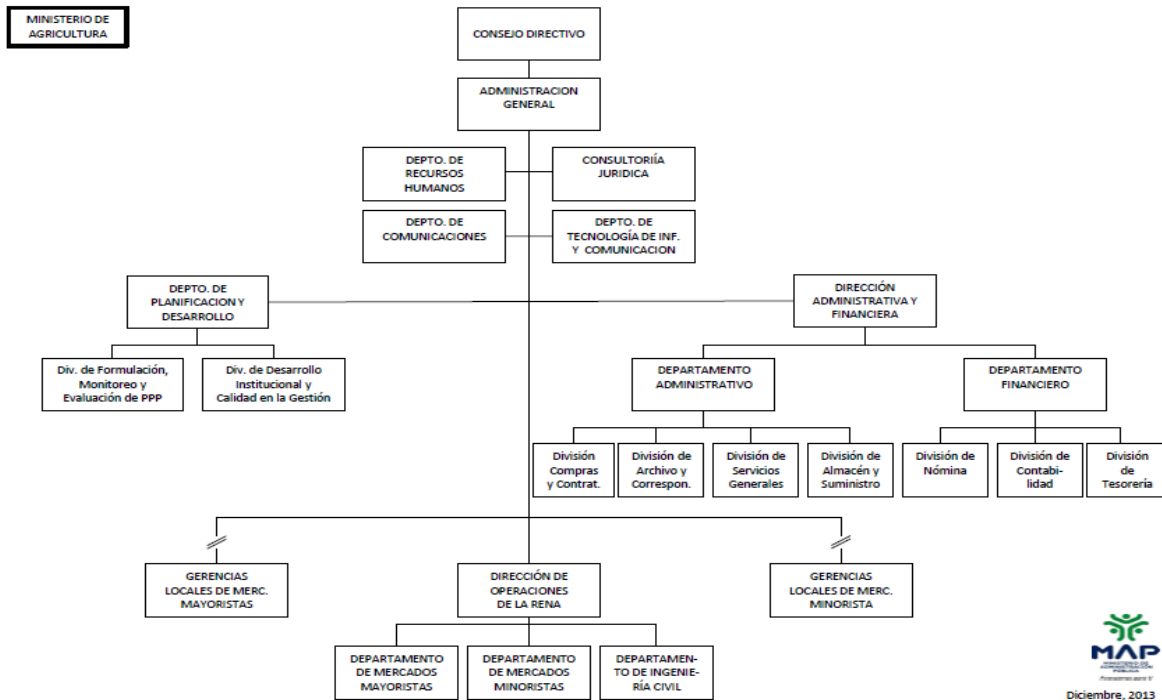 MINISTERIO DE
AGRICULTURA
CONSEJO DIRECTIVO
ADMINISTRACION
GENERAL
DEPTO. DE
RECURSOS
HUMANOS
CONSULTORIÍA
JURIDICA
DEPTO. DE
COMUNICACIONES
DEPTO. DE
TECNOLOGÍA DE INF.
Y COMUNICACION
DEPTO. DE
PLANIFICACION Y
DESARROLLO
DIRECCIÓN
ADMINISTRATIVA Y
FINANCIERA
Div. de Formulación,
Monitoreo y
Evaluación de PPP
Div. de Desarrollo
Institucional y
Calidad en la Gestión
DEPARTAMENTO
ADMINISTRATIVO
DEPARTAMENTO
FINANCIERO
División
Compras
y Contrat.
División de
Archivo y
Correspon.
División de
Servicios
Generales
División de
Almacén y
Suministro
División de
Nómina
División de
Contabi-
lidad
División
de
Tesorería
GERENCIAS
LOCALES DE MERC.
MAYORISTAS
DIRECCIÓN DE
OPERACIONES
DE LA RENA
GERENCIAS
LOCALES DE MERC.
MINORISTA
DEPARTAMENTO
DE MERCADOS
MAYORISTAS
DEPARTAMENTO
DE MERCADOS
MINORISTAS
DEPARTAMEN-
TO DE INGENIE-
RÍA CIVIL
MAP
MINISTERIO DE
ADMINISTRACIÓN
PÚBLICA
Diciembre, 2013